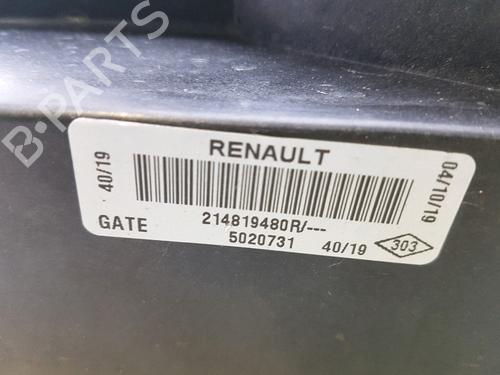 B-PARTS
RENAULT
40/19
04/10/19
214819480R/---
GATE
5020731
40/19
303